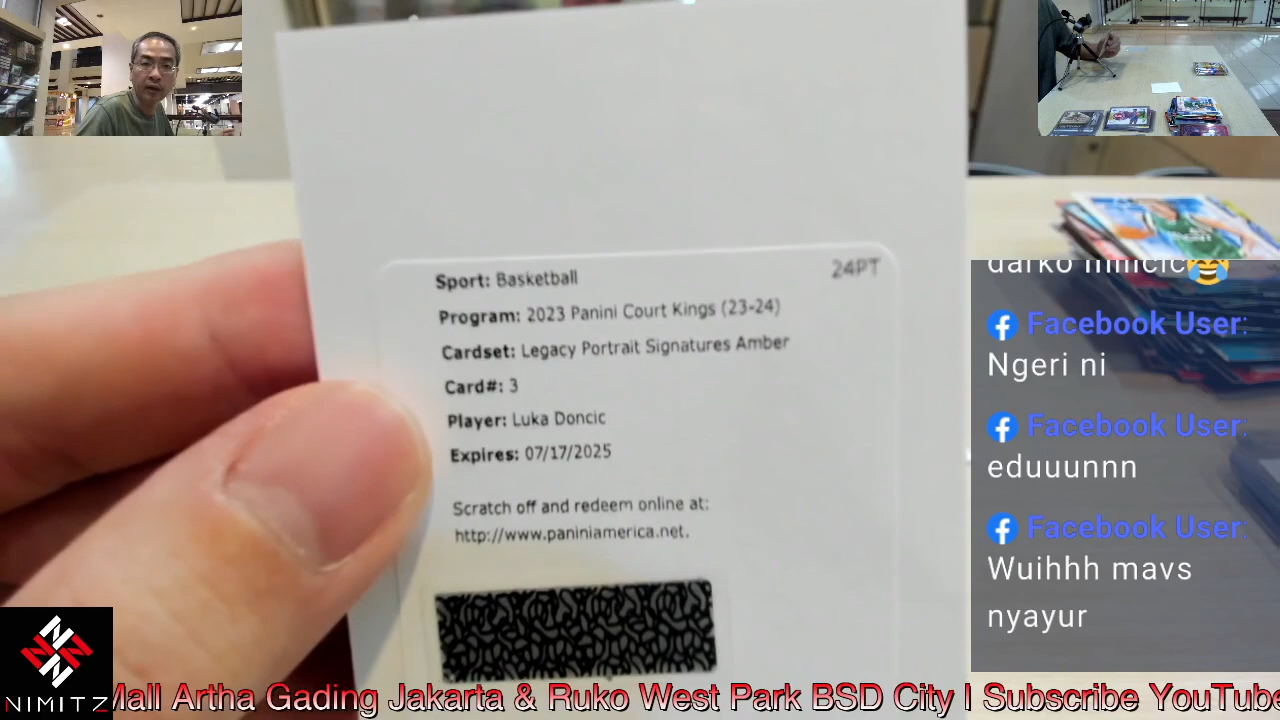 24PT
Sport: Basketball
Program: 2023 Panini Court Kings (23-24)
Cardset: Legacy Portrait Signatures Amber
Card#: 3
Player: Luka Doncic
Expires: 07/17/2025
Scratch off and redeem online at:
http://www.paniniamerica.net.
darko milicic😂
Facebook User:
Ngeri ni
Facebook User:
eduuunnn
Facebook User:
Wuihhh mavs
nyayur
NIMITZ
Mall Artha Gading Jakarta & Ruko West Park BSD City I Subscribe YouTube